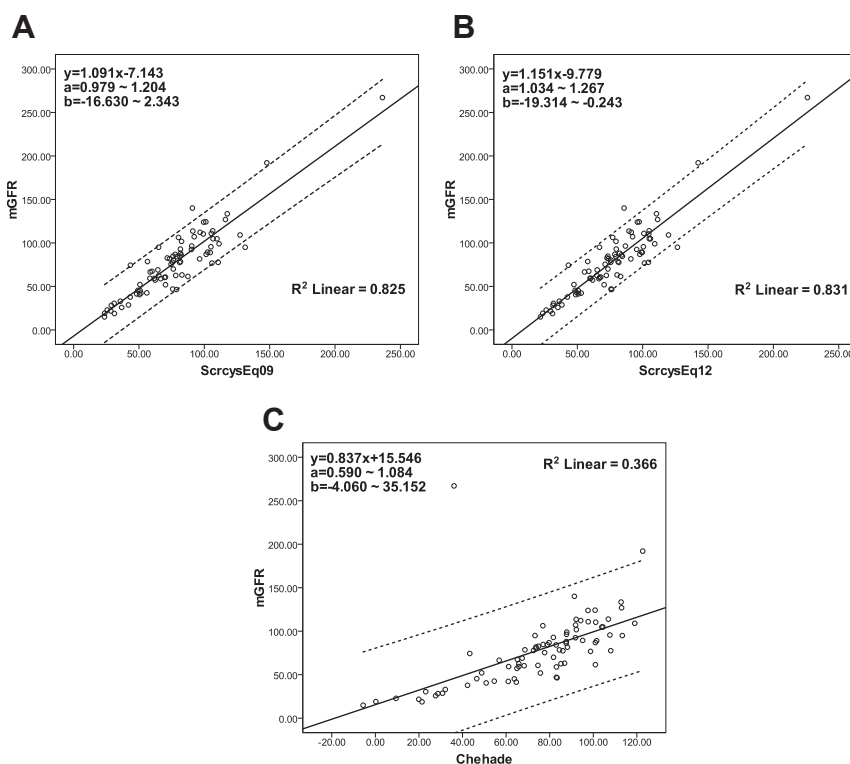 A
y=1.091x-7.143
a=0.979 ~ 1.204
b=-16.630 ~ 2.343
R² Linear = 0.825
300.00
250.00
200.00
150.00
100.00
50.00
0.00
mGFR
0.00 50.00 100.00 150.00 200.00 250.00
ScrcysEq09
B
y=1.151x-9.779
a=1.034 ~ 1.267
b=-19.314 ~ -0.243
R² Linear = 0.831
300.00
250.00
200.00
150.00
100.00
50.00
0.00
mGFR
0.00 50.00 100.00 150.00 200.00 250.00
ScrcysEq12
C
y=0.837x+15.546
a=0.590 ~ 1.084
b=-4.060 ~ 35.152
R² Linear = 0.366
300.00
250.00
200.00
150.00
100.00
50.00
0.00
mGFR
-20.00 0.00 20.00 40.00 60.00 80.00 100.00 120.00
Chehade